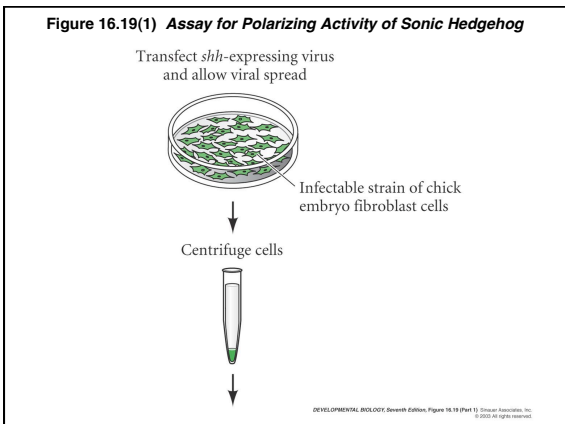 Figure 16.19(1) Assay for Polarizing Activity of Sonic Hedgehog
Transfect shh-expressing virus
and allow viral spread
Infectable strain of chick
embryo fibroblast cells
Centrifuge cells
DEVELOPMENTAL BIOLOGY, Seventh Edition, Figure 16.19 (Part 1) Sinauer Associates, Inc.
© 2003 All rights reserved.